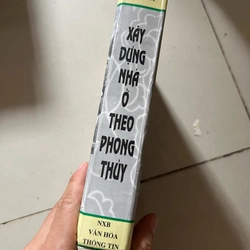 XÂY
DỰNG
NHÀ
Ở
THEO
PHONG
THỦY
NXB
VĂN HÓA
THÔNG TIN